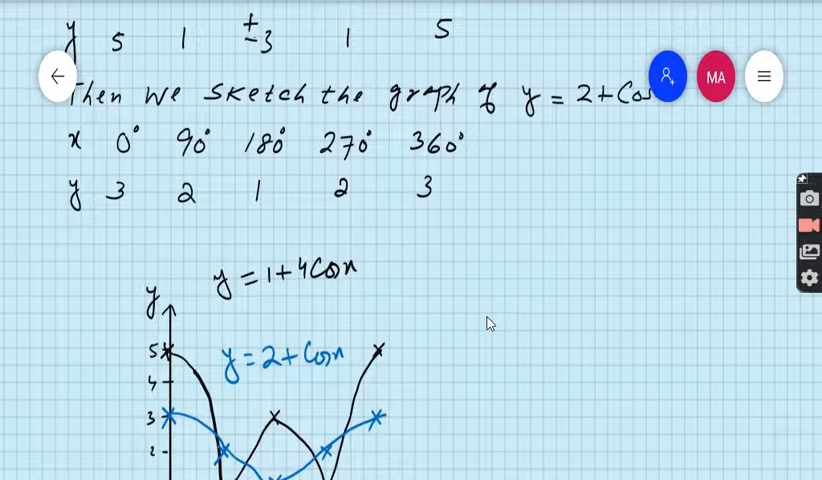 y 5 1 ±3 1 5
Then we sketch the graph of y = 2 + Cos
x 0° 90° 180° 270° 360°
y 3 2 1 2 3
y = 1 + 4Cosx
y
5
y = 2 + Cosx
4
3
2
MA